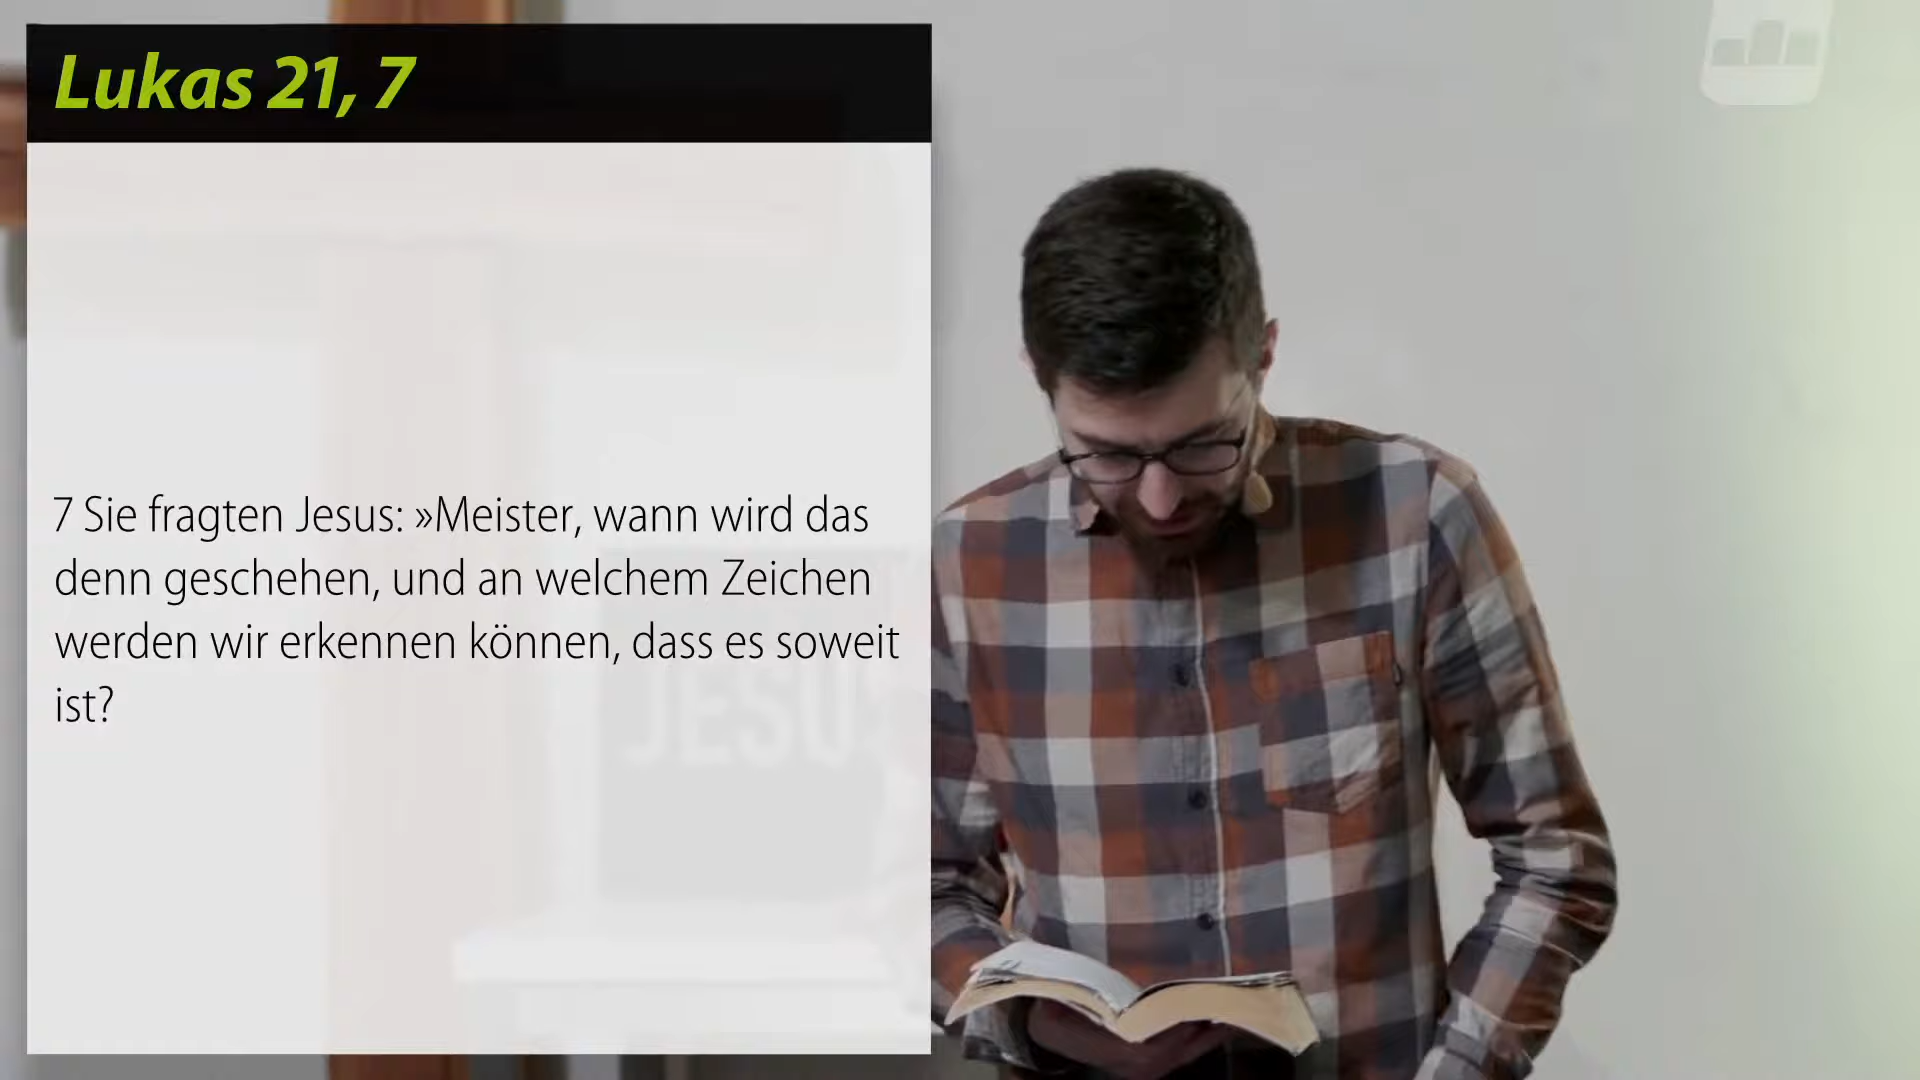 Lukas 21, 7
7 Sie fragten Jesus: »Meister, wann wird das
denn geschehen, und an welchem Zeichen
werden wir erkennen können, dass es soweit
ist?
JESUS